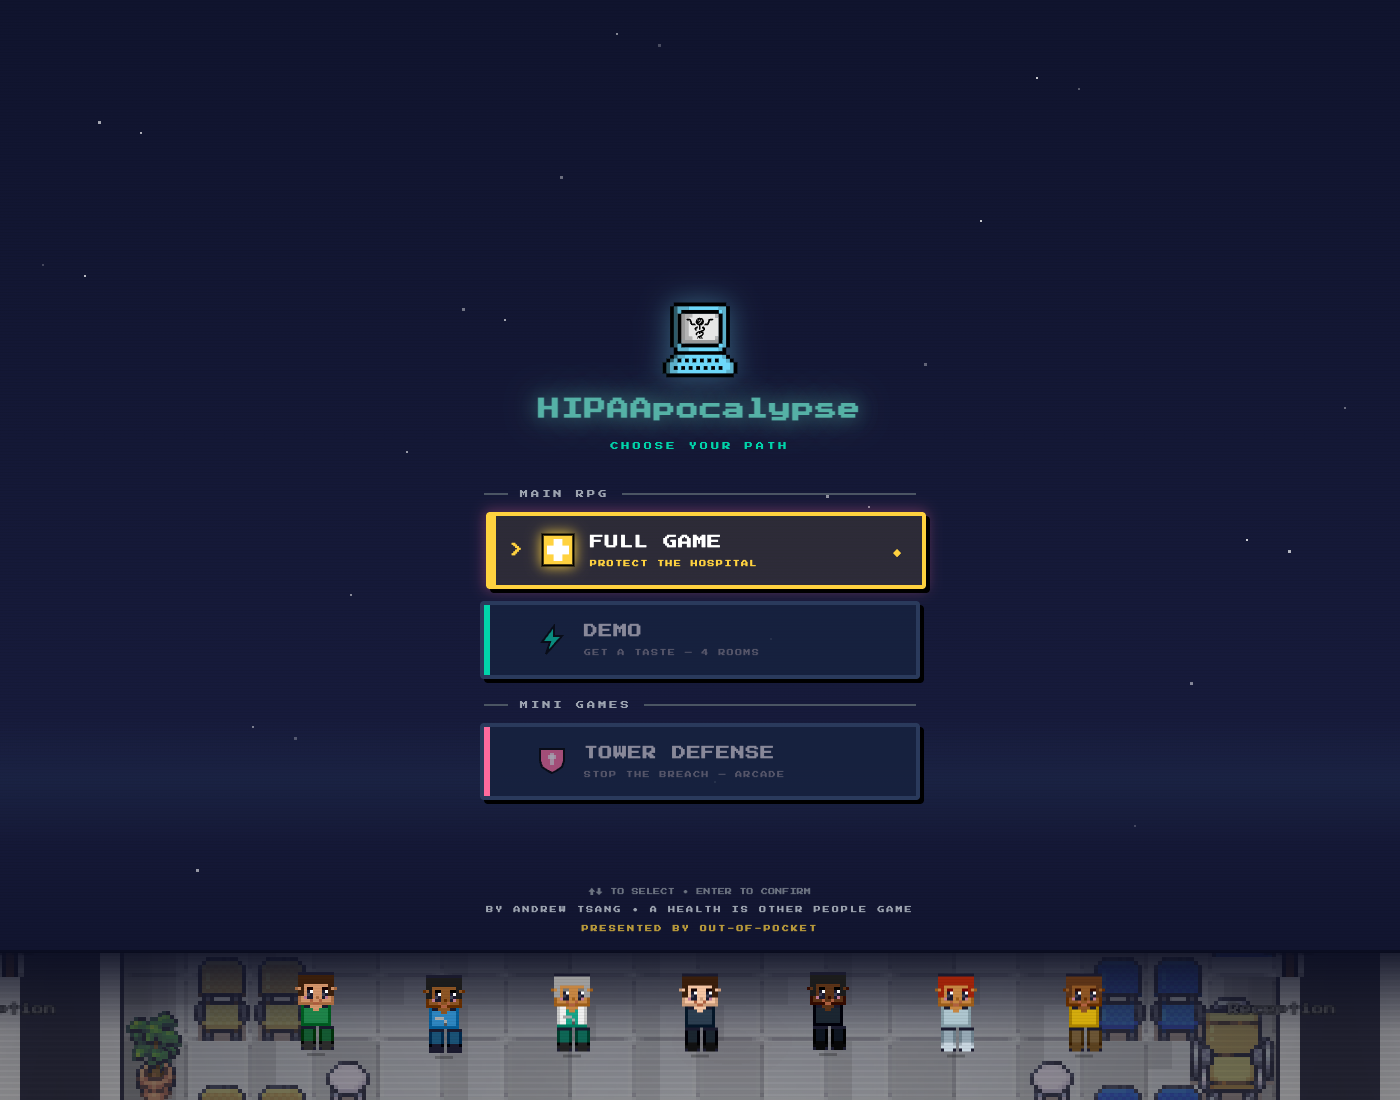 HIPAApocalypse
CHOOSE YOUR PATH
MAIN RPG
FULL GAME
PROTECT THE HOSPITAL
DEMO
GET A TASTE — 4 ROOMS
MINI GAMES
TOWER DEFENSE
STOP THE BREACH — ARCADE
↑↓ TO SELECT • ENTER TO CONFIRM
BY ANDREW TSANG • A HEALTH IS OTHER PEOPLE GAME
PRESENTED BY OUT-OF-POCKET
Reception